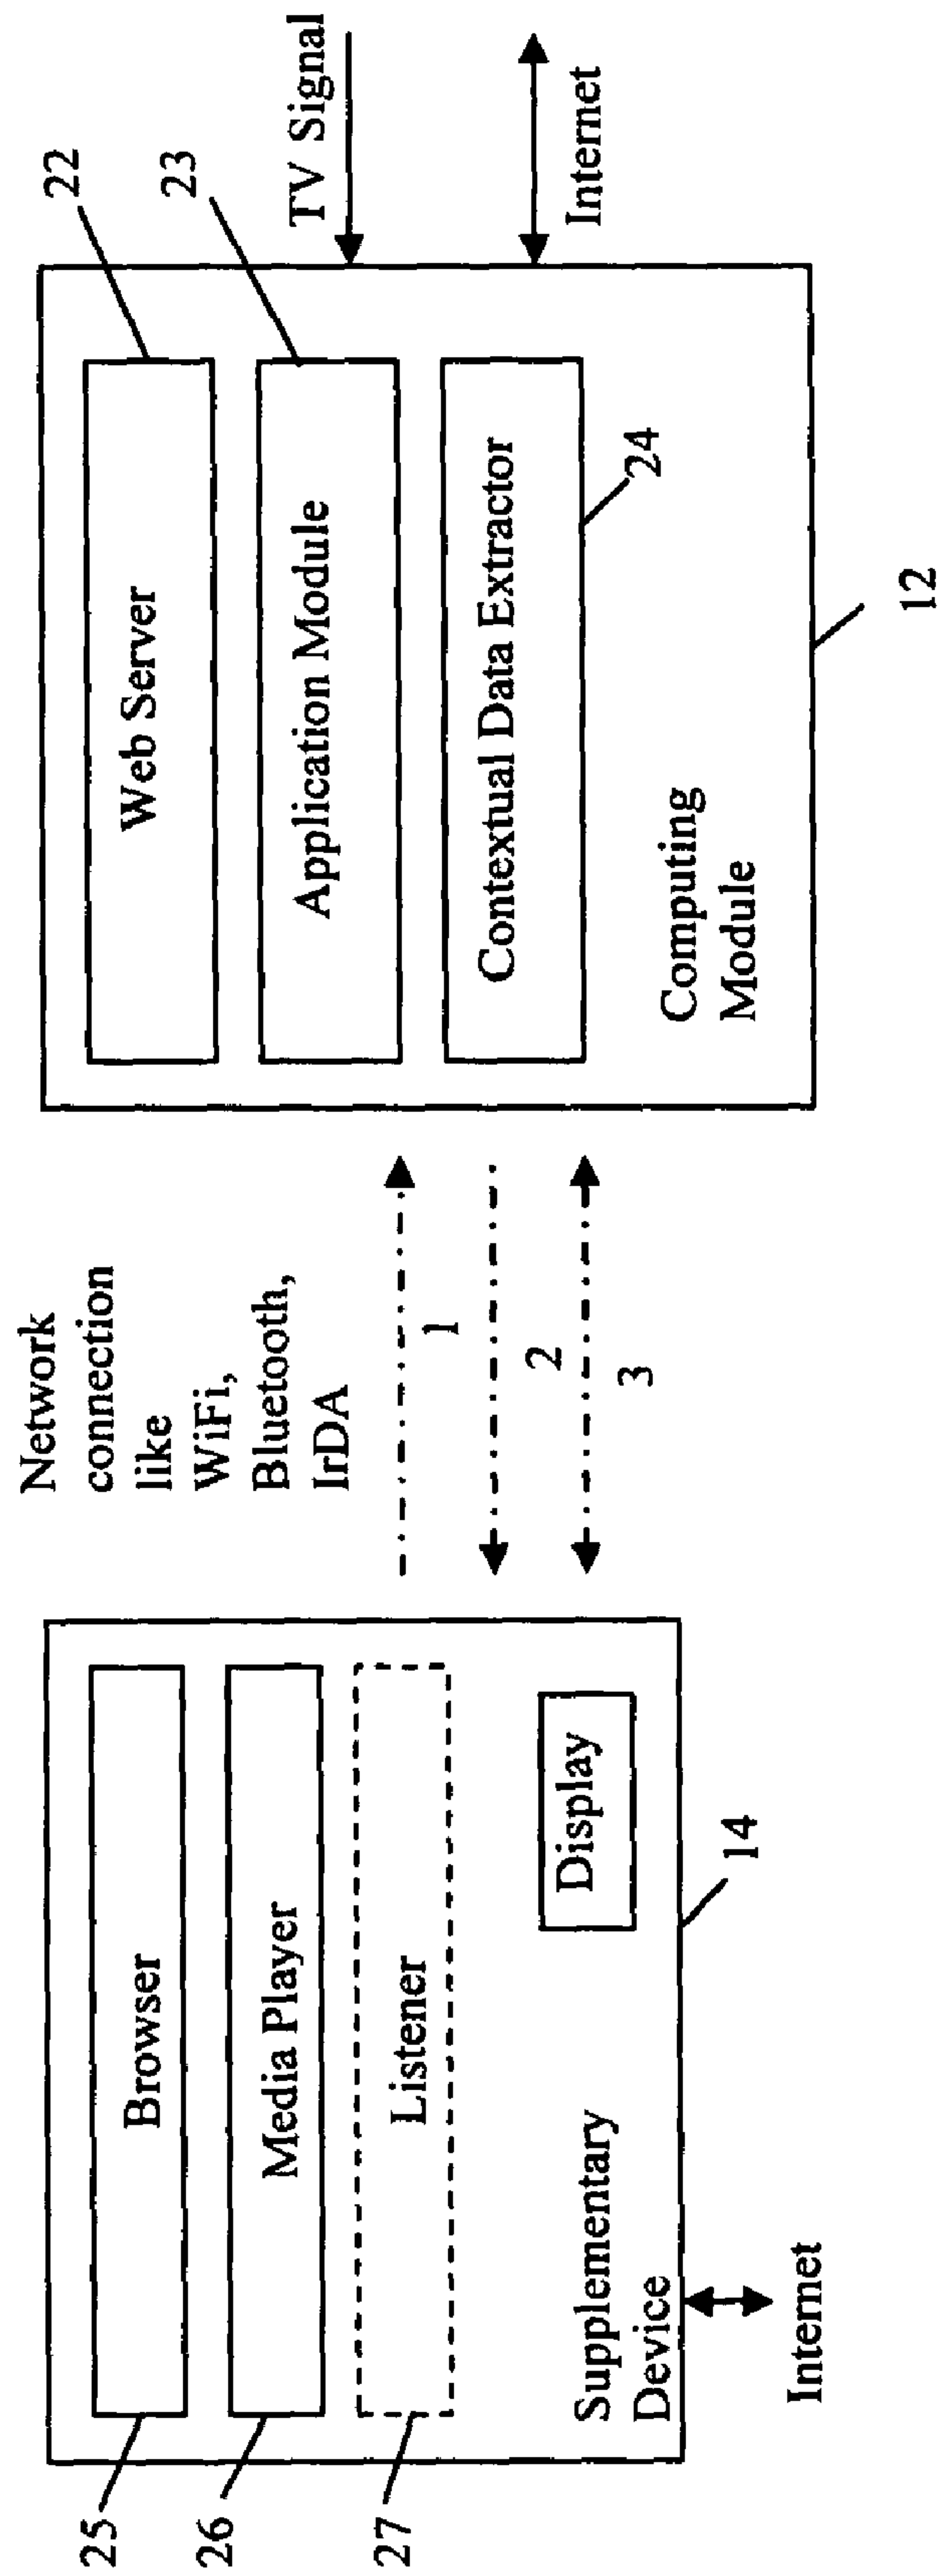 25
Browser
26
Media Player
27
Listener
Display
Supplementary
Device
14
Internet
Network
connection
like
WiFi,
Bluetooth,
IrDA
1
2
3
22
Web Server
23
Application Module
Contextual Data Extractor
24
Computing
Module
12
TV Signal
Internet